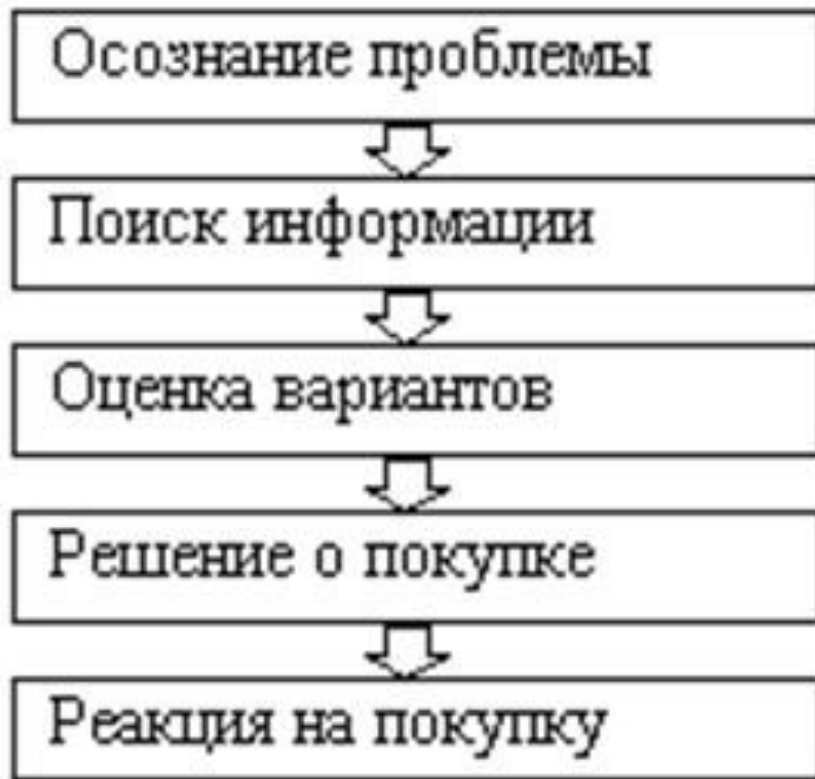 Осознание проблемы
Поиск информации
Оценка вариантов
Решение о покупке
Реакция на покупку